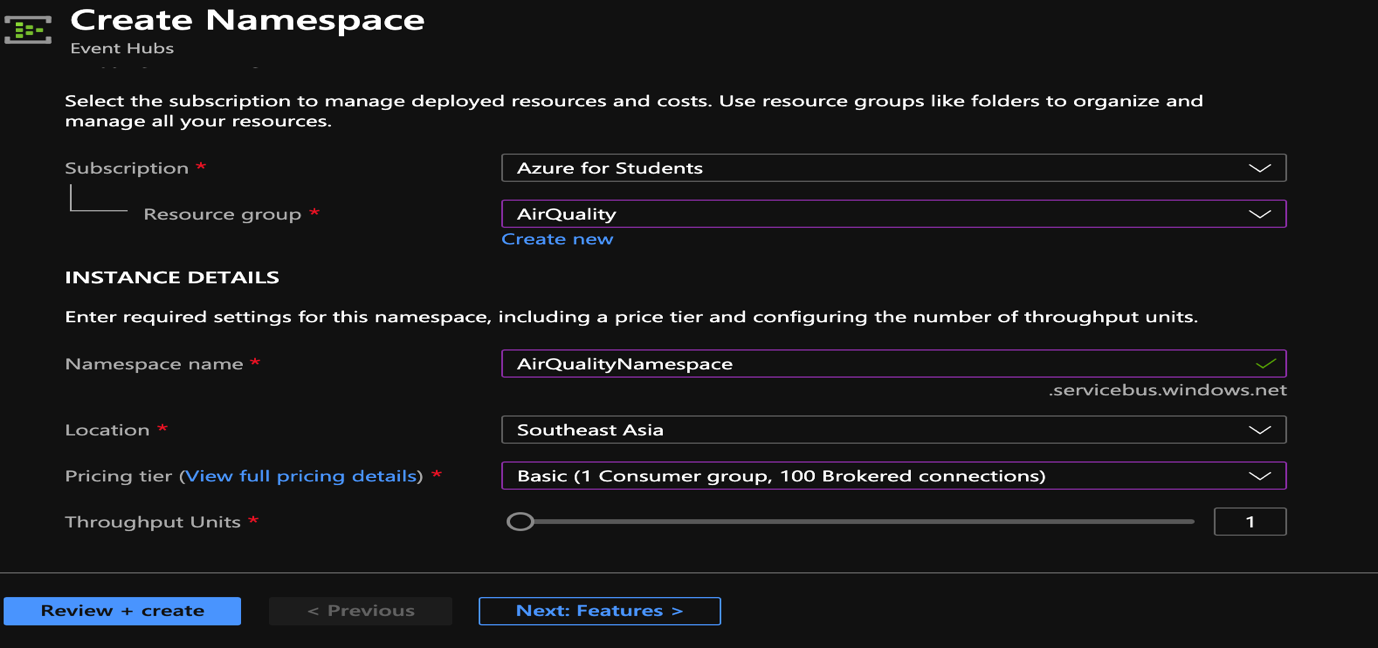 Create Namespace
Event Hubs
Select the subscription to manage deployed resources and costs. Use resource groups like folders to organize and
manage all your resources.
Subscription *
Azure for Students
Resource group *
AirQuality
Create new
INSTANCE DETAILS
Enter required settings for this namespace, including a price tier and configuring the number of throughput units.
Namespace name *
AirQualityNamespace
.servicebus.windows.net
Location *
Southeast Asia
Pricing tier (View full pricing details) *
Basic (1 Consumer group, 100 Brokered connections)
Throughput Units *
1
Review + create
< Previous
Next: Features >